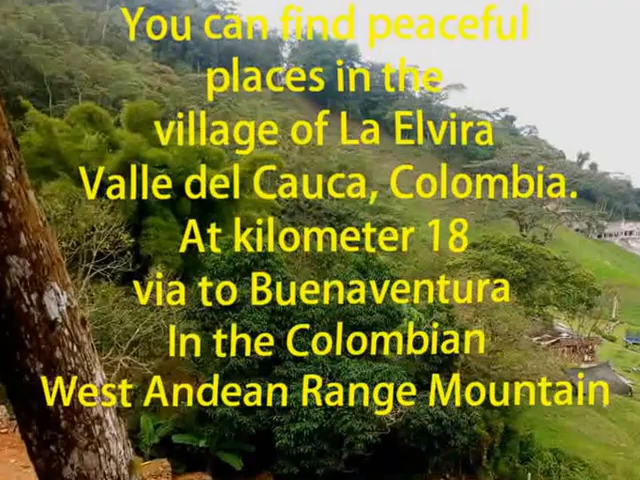 You can find peaceful
places in the
village of La Elvira
Valle del Cauca, Colombia.
At kilometer 18
via to Buenaventura
In the Colombian
West Andean Range Mountain